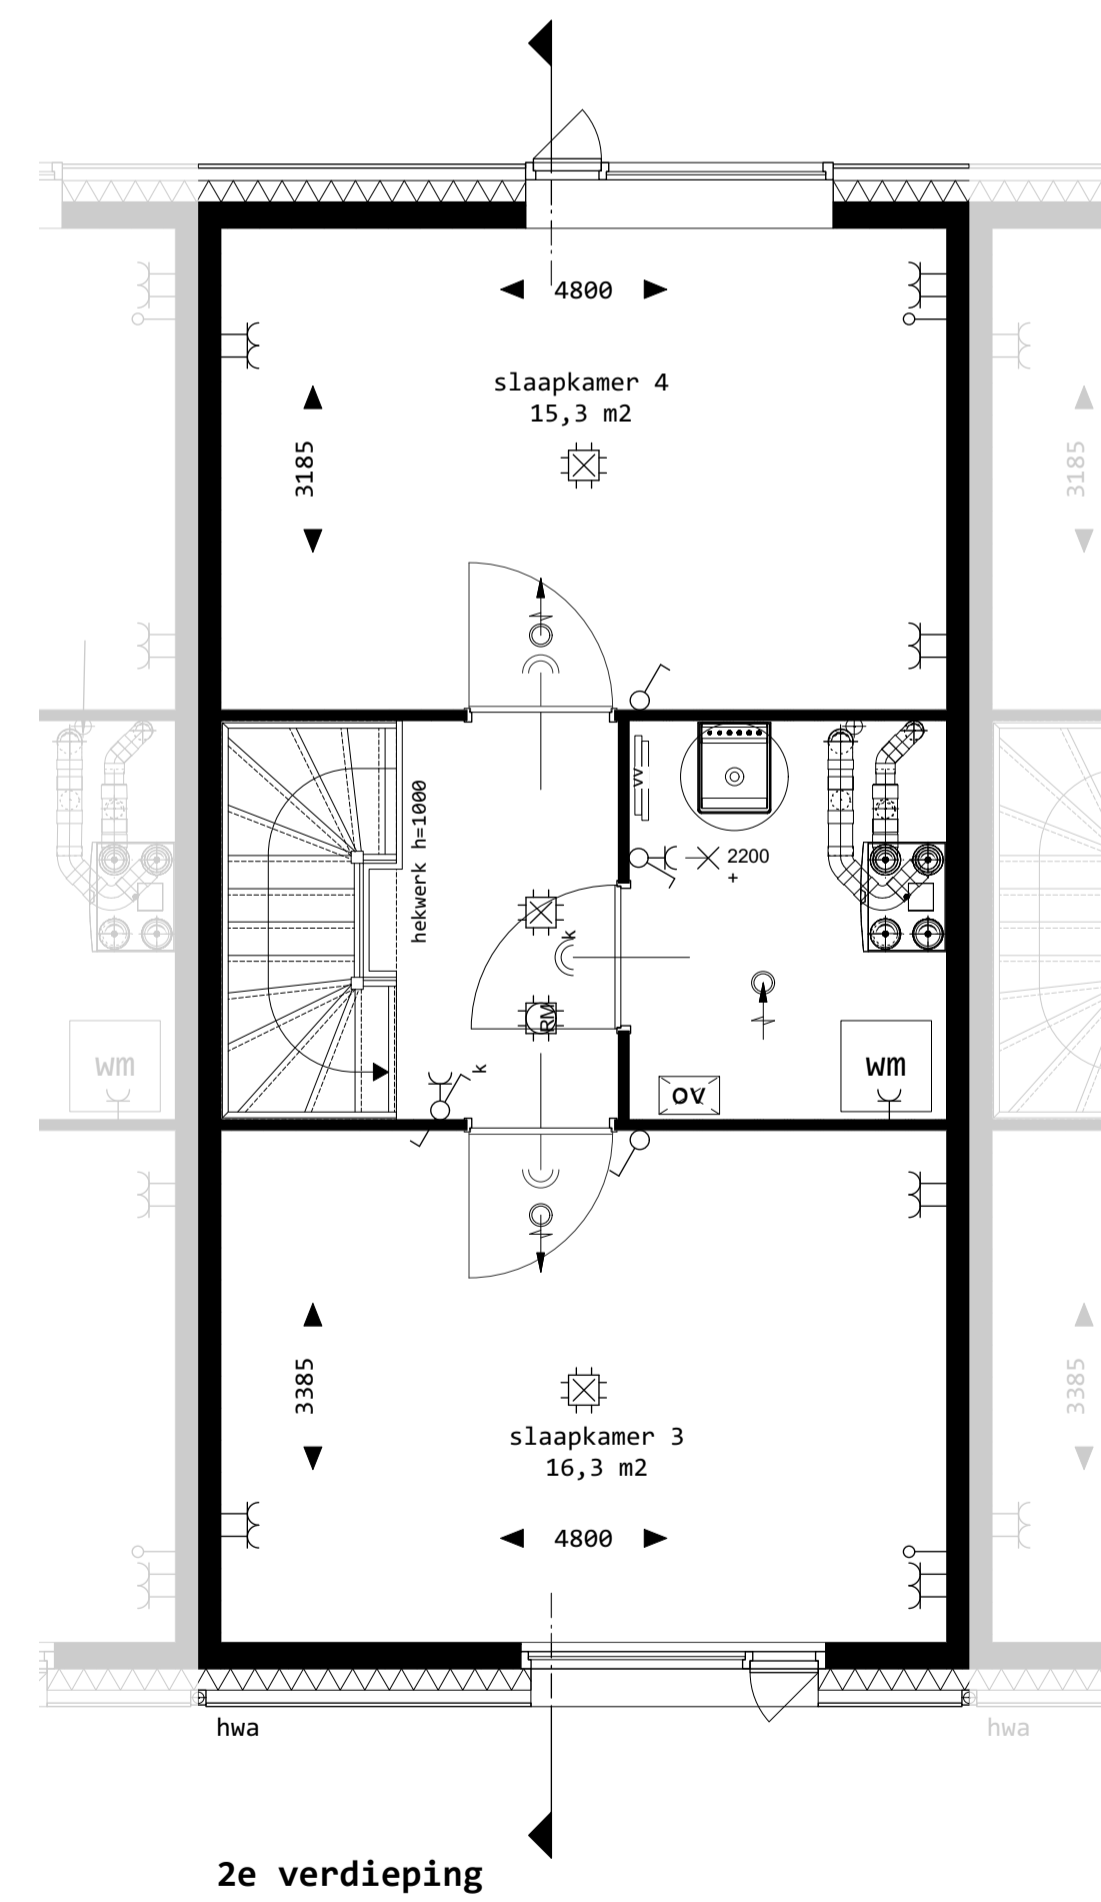 4800
slaapkamer 4
15,3 m2
3185
3185
hekwerk h=1000
vv
2200
+
k
RM
k
wm
ov
wm
3385
3385
slaapkamer 3
16,3 m2
4800
hwa
hwa
2e verdieping